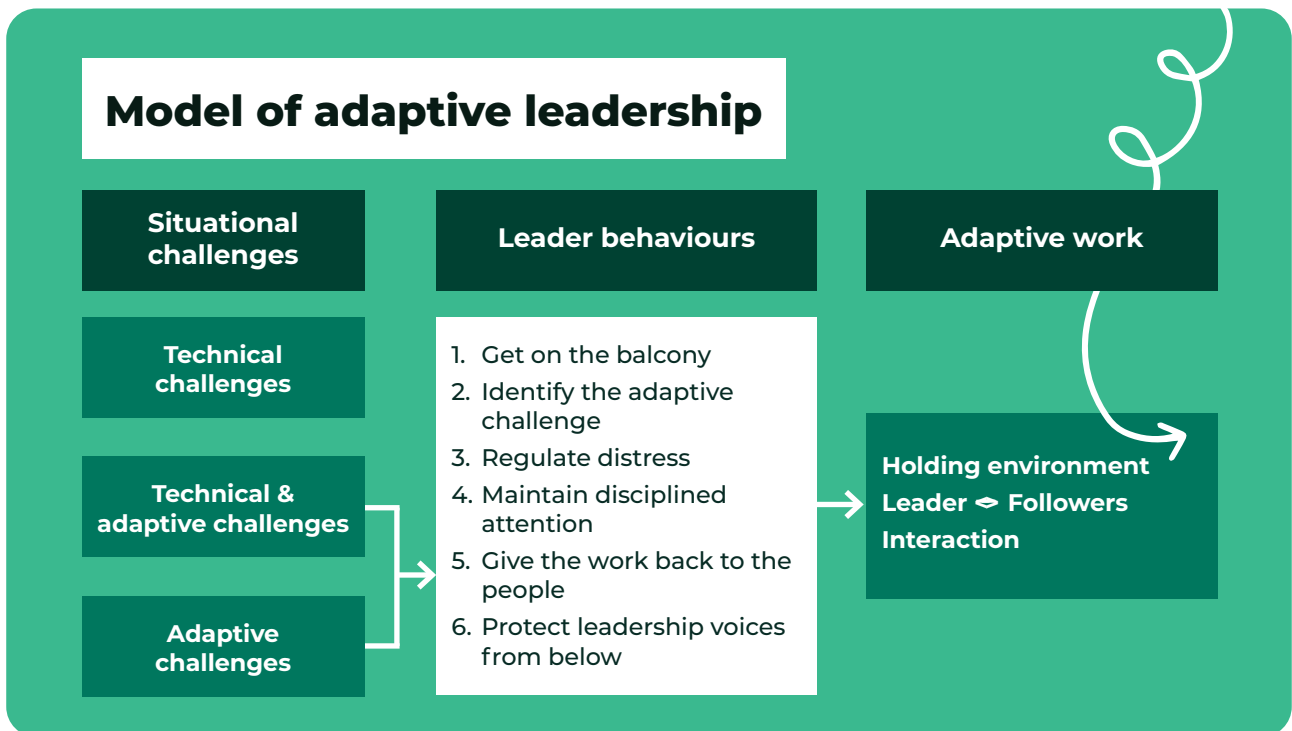 Model of adaptive leadership
Situational
challenges
Technical
challenges
Technical &
adaptive challenges
Adaptive
challenges
Leader behaviours
1. Get on the balcony
2. Identify the adaptive
challenge
3. Regulate distress
4. Maintain disciplined
attention
5. Give the work back to the
people
6. Protect leadership voices
from below
Adaptive work
Holding environment
Leader <> Followers
Interaction